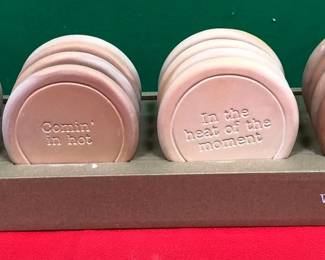 Comin'
in hot
In the
heat of the
moment